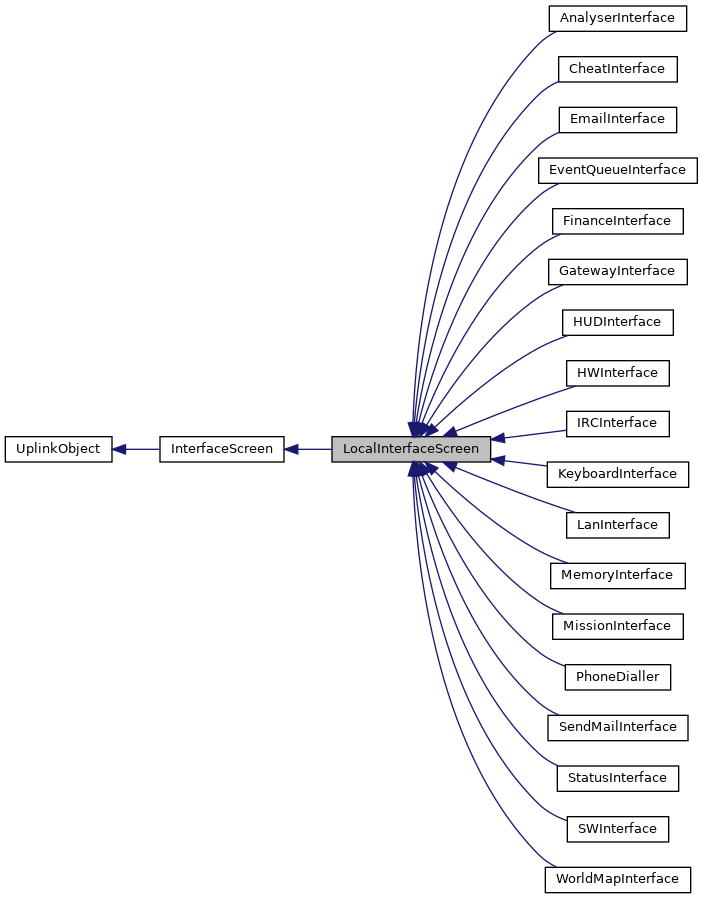 AnalyserInterface
CheatInterface
EmailInterface
EventQueueInterface
FinanceInterface
GatewayInterface
HUDInterface
HWInterface
IRCInterface
UplinkObject
InterfaceScreen
LocalInterfaceScreen
KeyboardInterface
LanInterface
MemoryInterface
MissionInterface
PhoneDialler
SendMailInterface
StatusInterface
SWInterface
WorldMapInterface